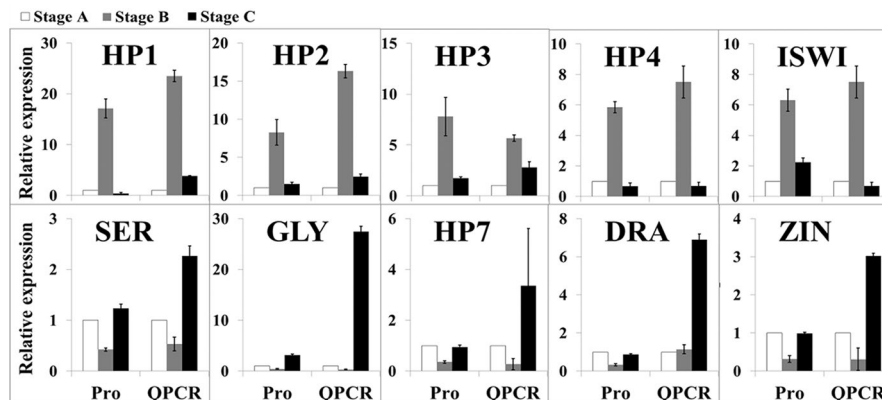 Stage A Stage B Stage C
HP1 HP2 HP3 HP4 ISWI
Relative expression
30 20 10 0
20 15 10 5 0
15 10 5 0
10 8 6 4 2 0
10 8 6 4 2 0
SER GLY HP7 DRA ZIN
Relative expression
3 2 1 0
30 20 10 0
6 4 2 0
8 6 4 2 0
4 3 2 1 0
Pro QPCR Pro QPCR Pro QPCR Pro QPCR Pro QPCR